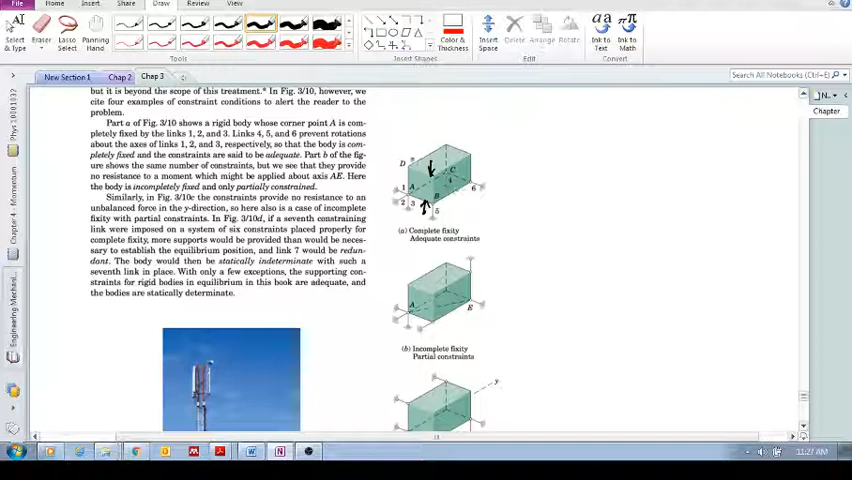 File
Home
Insert
Share
Draw
Review
View
Select
& Type
Eraser
Lasso
Select
Panning
Hand
Tools
Insert Shapes
Color &
Thickness
Insert
Space
Delete
Arrange
Rotate
Edit
Ink to
Text
Ink to
Math
Convert
New Section 1
Chap 2
Chap 3
Search All Notebooks (Ctrl+E)
N..
Chapter
Phys 10001032
Chapter 4 - Momentum
Engineering Mechanic
but it is beyond the scope of this treatment.* In Fig. 3/10, however, we
cite four examples of constraint conditions to alert the reader to the
problem.
Part a of Fig. 3/10 shows a rigid body whose corner point A is com-
pletely fixed by the links 1, 2, and 3. Links 4, 5, and 6 prevent rotations
about the axes of links 1, 2, and 3, respectively, so that the body is
completely fixed and the constraints are said to be adequate. Part b of the fig-
ure shows the same number of constraints, but we see that they provide
no resistance to a moment which might be applied about axis AE. Here
the body is incompletely fixed and only partially constrained.
Similarly, in Fig. 3/10c the constraints provide no resistance to an
unbalanced force in the y-direction, so here also is a case of incomplete
fixity with partial constraints. In Fig. 3/10d, if a seventh constraining
link were imposed on a system of six constraints placed properly for
complete fixity, more supports would be provided than would be neces-
sary to establish the equilibrium position, and link 7 would be redun-
dant. The body would then be statically indeterminate with such a
seventh link in place. With only a few exceptions, the supporting con-
straints for rigid bodies in equilibrium in this book are adequate, and
the bodies are statically determinate.
D
C
1
A
4
6
B
2
3
5
(a) Complete fixity
Adequate constraints
A
E
(b) Incomplete fixity
Partial constraints
y
11:27 AM